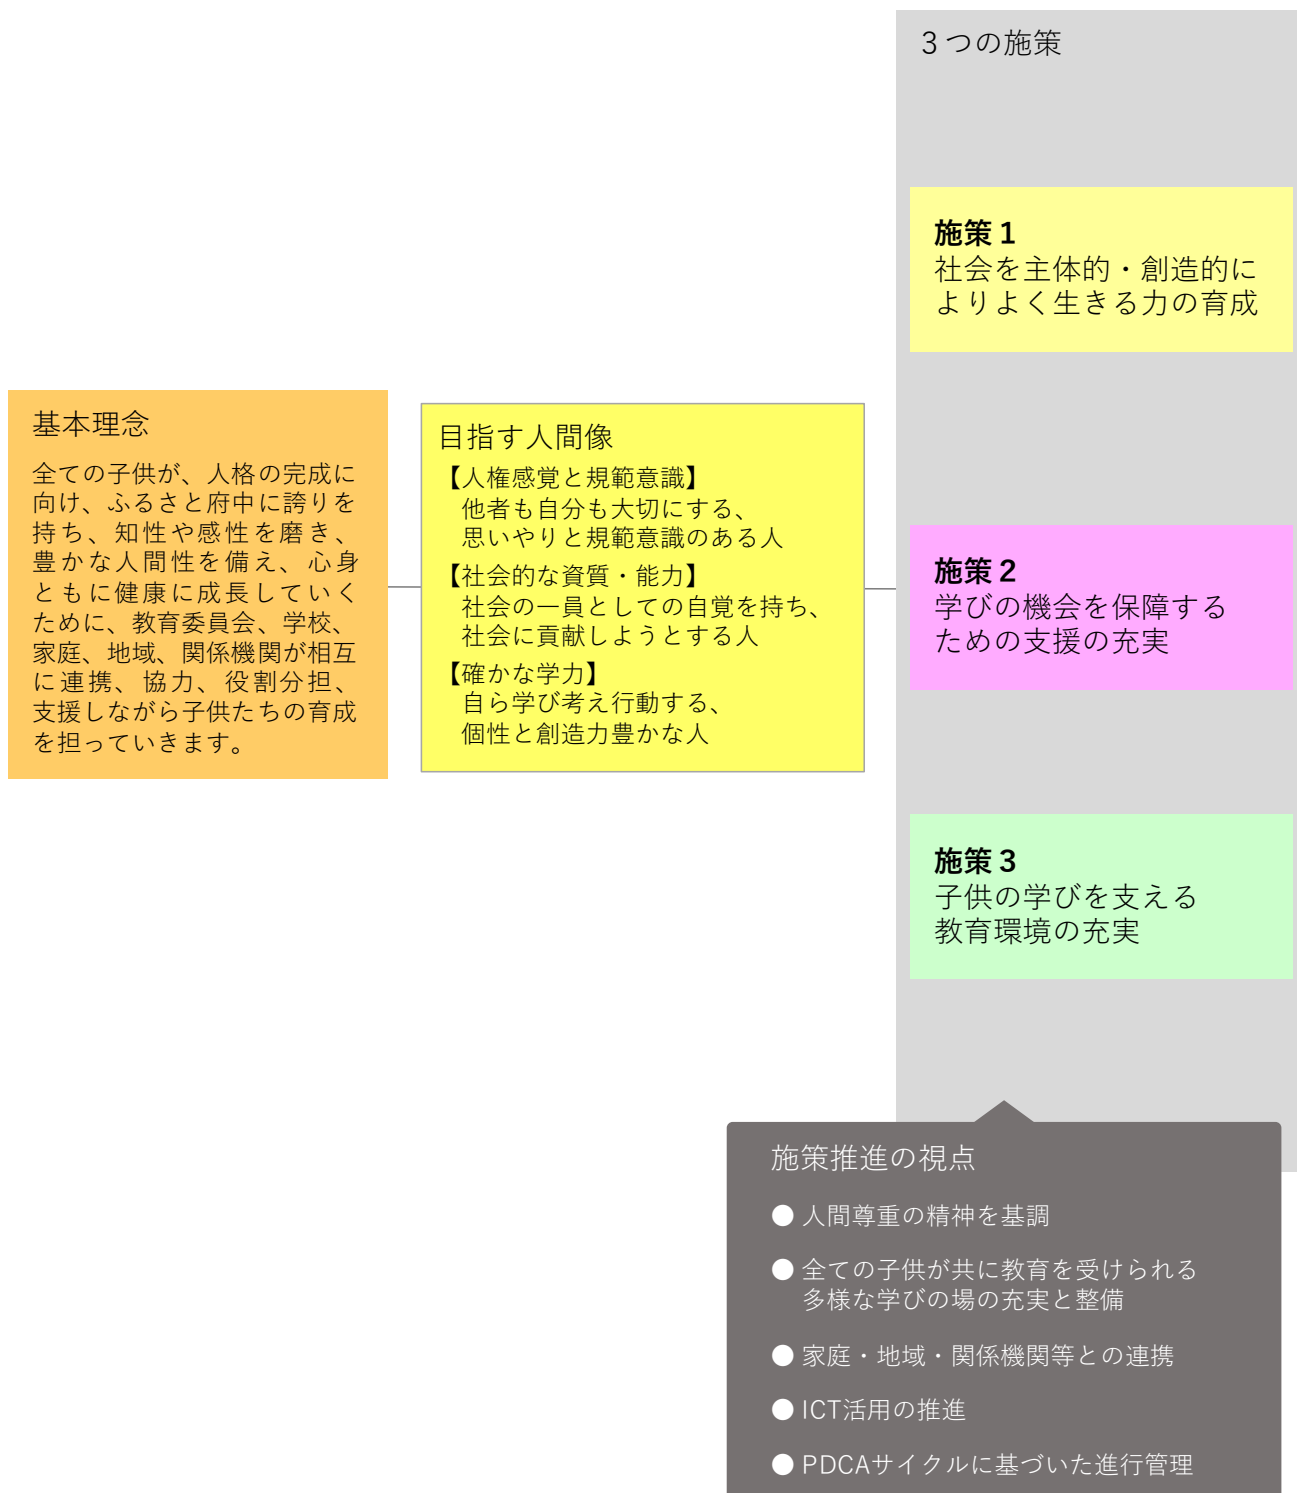 3つの施策
施策1
社会を主体的・創造的に
よりよく生きる力の育成
基本理念
全ての子供が、人格の完成に
向け、ふるさと府中に誇りを
持ち、知性や感性を磨き、
豊かな人間性を備え、心身
ともに健康に成長していく
ために、教育委員会、学校、
家庭、地域、関係機関が相互
に連携、協力、役割分担、
支援しながら子供たちの育成
を担っていきます。
目指す人間像
【人権感覚と規範意識】
他者も自分も大切にする、
思いやりと規範意識のある人
【社会的な資質・能力】
社会の一員としての自覚を持ち、
社会に貢献しようとする人
【確かな学力】
自ら学び考え行動する、
個性と創造力豊かな人
施策2
学びの機会を保障する
ための支援の充実
施策3
子供の学びを支える
教育環境の充実
施策推進の視点
● 人間尊重の精神を基調
● 全ての子供が共に教育を受けられる
多様な学びの場の充実と整備
● 家庭・地域・関係機関等との連携
● ICT活用の推進
● PDCAサイクルに基づいた進行管理